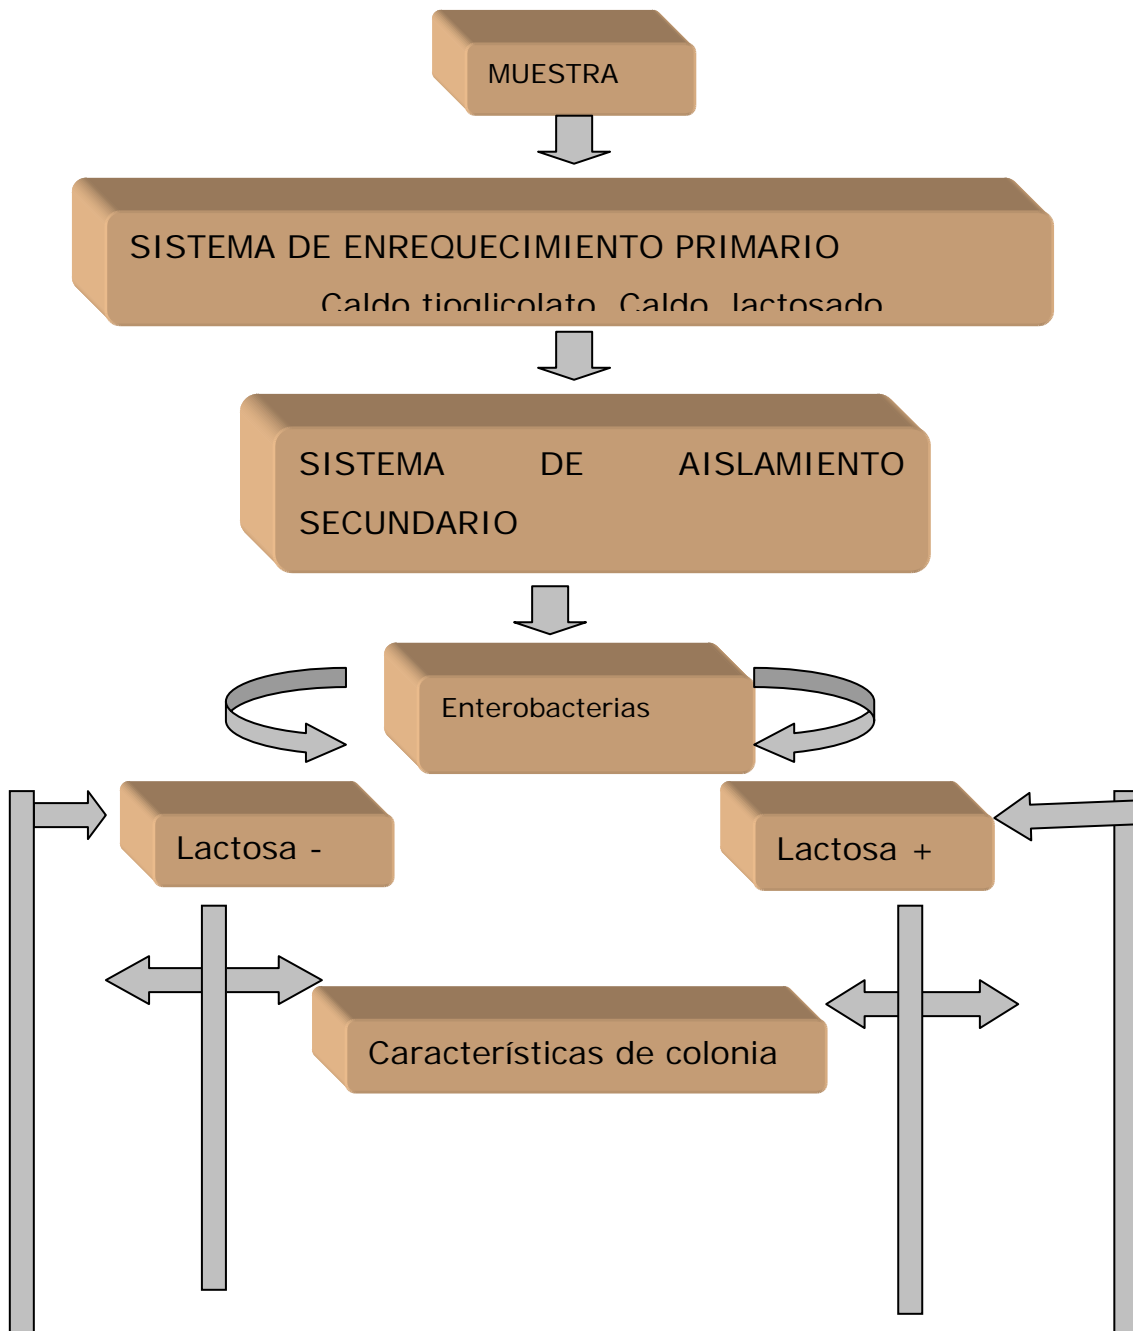 MUESTRA
SISTEMA DE ENREQUECIMIENTO PRIMARIO
Caldo tioglicolato Caldo lactosado
SISTEMA DE AISLAMIENTO
SECUNDARIO
Enterobacterias
Lactosa -
Lactosa +
Características de colonia